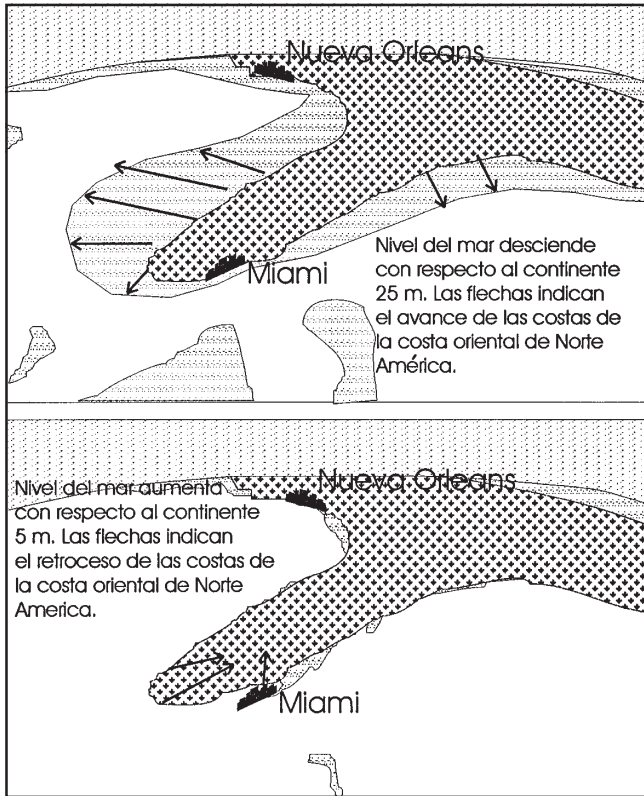 Nueva Orleans
Miami
Nivel del mar desciende
con respecto al continente
25 m. Las flechas indican
el avance de las costas de
la costa oriental de Norte
América.
Nueva Orleans
Nivel del mar aumenta
con respecto al continente
5 m. Las flechas indican
el retroceso de las costas de
la costa oriental de Norte
America.
Miami